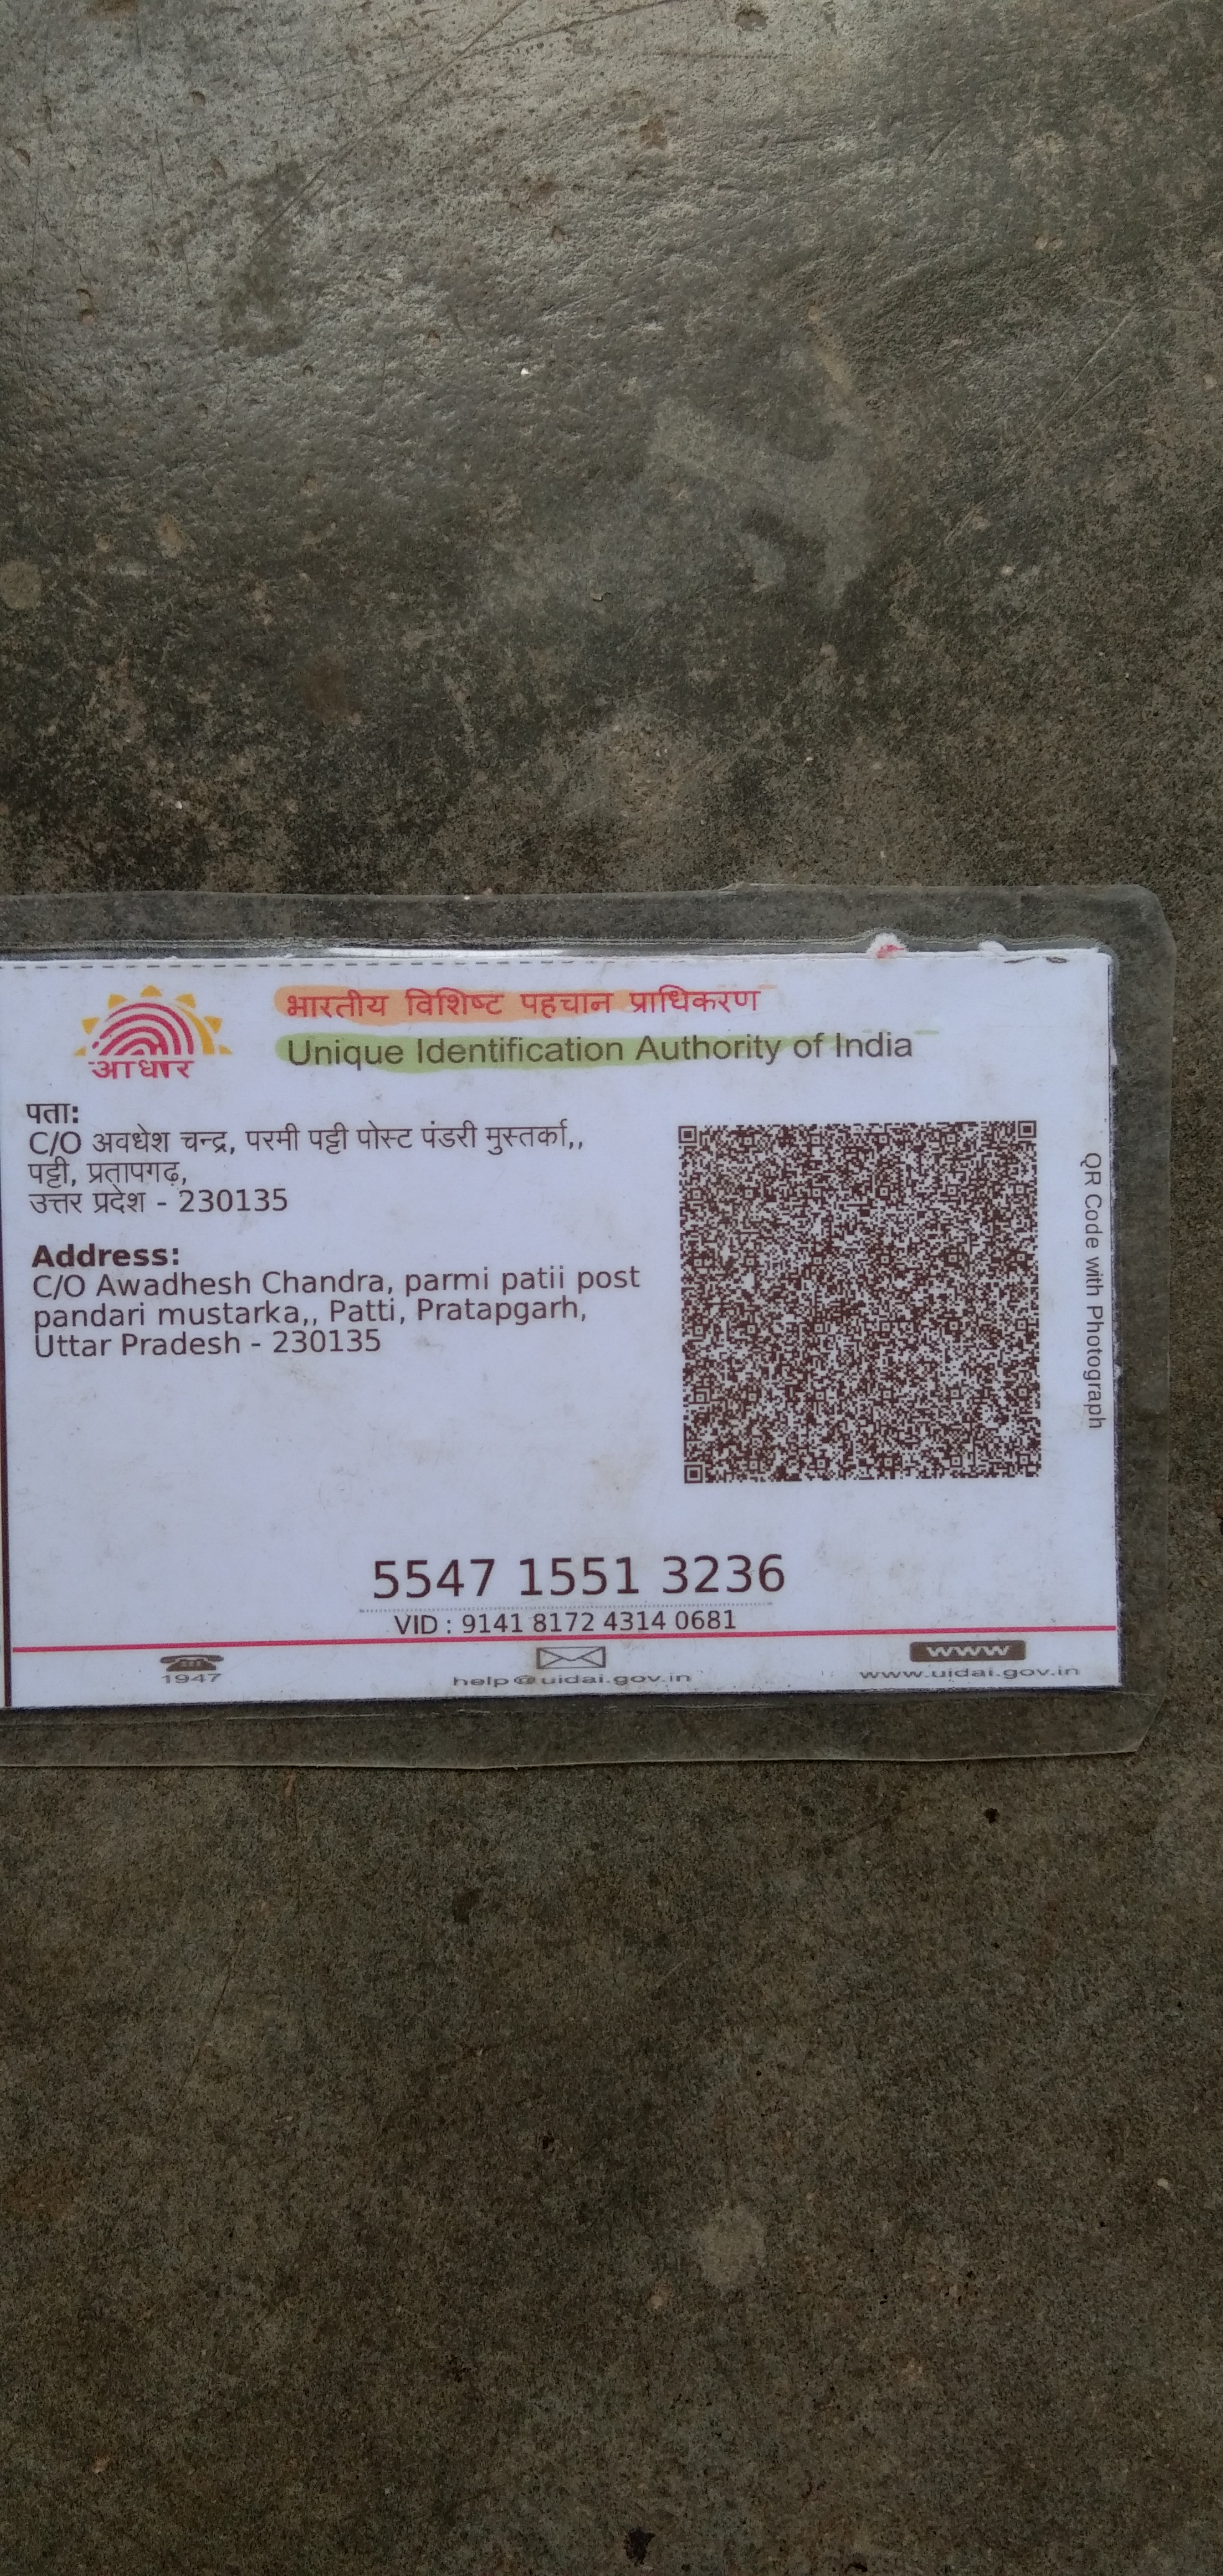 भारतीय विशिष्ट पहचान प्राधिकरण
Unique Identification Authority of India
आधार
पता:
C/O अवधेश चन्द्र, परमी पट्टी पोस्ट पंडरी मुस्तर्का,,
पट्टी, प्रतापगढ़,
उत्तर प्रदेश - 230135
Address:
C/O Awadhesh Chandra, parmi patii post
pandari mustarka,, Patti, Pratapgarh,
Uttar Pradesh - 230135
QR Code with Photograph
5547 1551 3236
VID : 9141 8172 4314 0681
1947
help@uidai.gov.in
www
www.uidai.gov.in